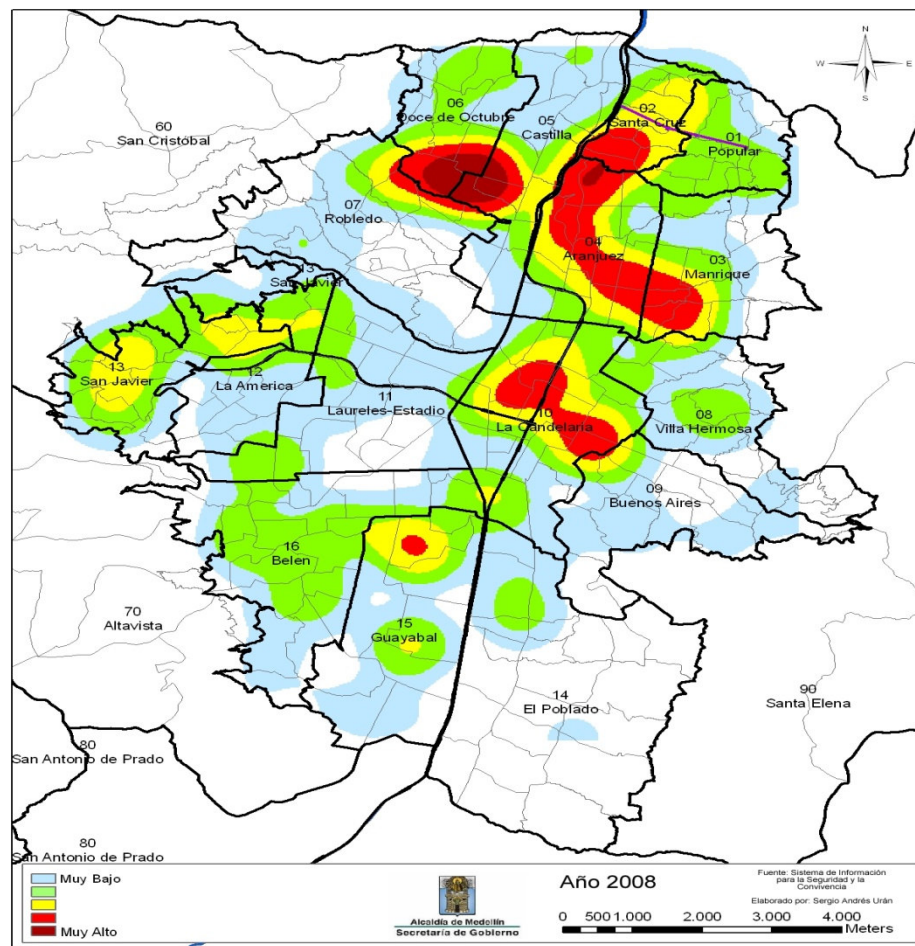 N
W
E
S
06
Doce de Octubre
02
Santa Cruz
05
Castilla
01
Popular
60
San Cristóbal
07
Robledo
04
Aranjuez
03
Manrique
13
San Javier
13
San Javier
12
La America
11
Laureles-Estadio
10
La Candelaria
08
Villa Hermosa
09
Buenos Aires
16
Belen
70
Altavista
15
Guayabal
14
El Poblado
90
Santa Elena
80
San Antonio de Prado
80
San Antonio de Prado
Muy Bajo
Muy Alto
Alcaldía de Medellín
Secretaría de Gobierno
Año 2008
Fuente: Sistema de Información
para la Seguridad y la
Convivencia
Elaborado por: Sergio Andrés Urán
0 500 1.000 2.000 3.000 4.000
Meters